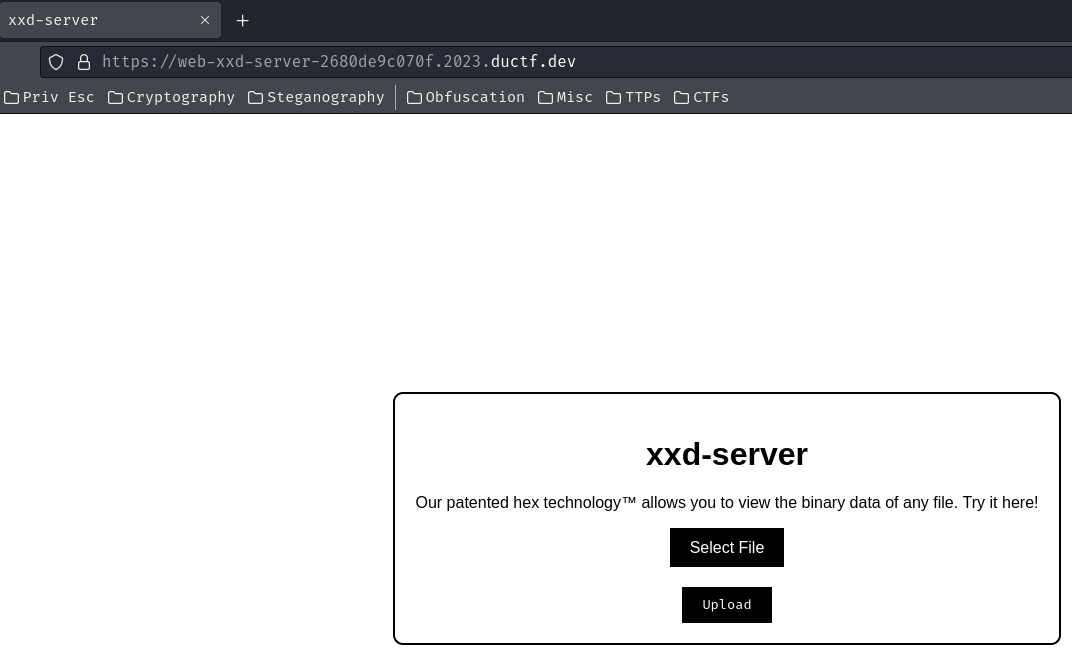 xxd-server
https://web-xxd-server-2680de9c070f.2023.ductf.dev
Priv Esc Cryptography Steganography Obfuscation Misc TTPs CTFs
xxd-server
Our patented hex technology™ allows you to view the binary data of any file. Try it here!
Select File
Upload